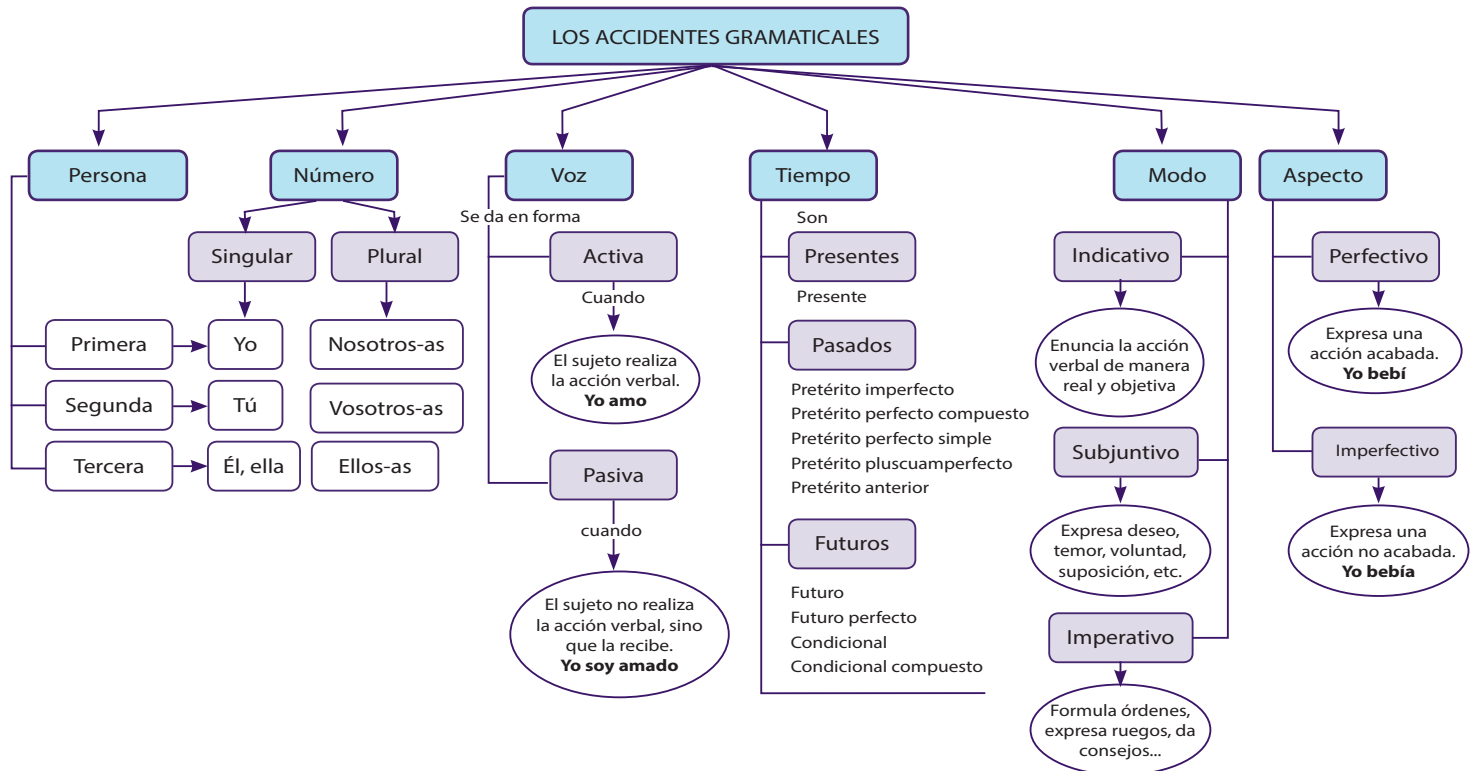 LOS ACCIDENTES GRAMATICALES
Persona
Primera
Segunda
Tercera
Número
Singular
Plural
Yo
Nosotros-as
Tú
Vosotros-as
Él, ella
Ellos-as
Voz
Se da en forma
Activa
Cuando
El sujeto realiza
la acción verbal.
Yo amo
Pasiva
cuando
El sujeto no realiza
la acción verbal, sino
que la recibe.
Yo soy amado
Tiempo
Son
Presentes
Presente
Pasados
Pretérito imperfecto
Pretérito perfecto compuesto
Pretérito perfecto simple
Pretérito pluscuamperfecto
Pretérito anterior
Futuros
Futuro
Futuro perfecto
Condicional
Condicional compuesto
Modo
Indicativo
Enuncia la acción
verbal de manera
real y objetiva
Subjuntivo
Expresa deseo,
temor, voluntad,
suposición, etc.
Imperativo
Formula órdenes,
expresa ruegos, da
consejos...
Aspecto
Perfectivo
Expresa una
acción acabada.
Yo bebí
Imperfectivo
Expresa una
acción no acabada.
Yo bebía